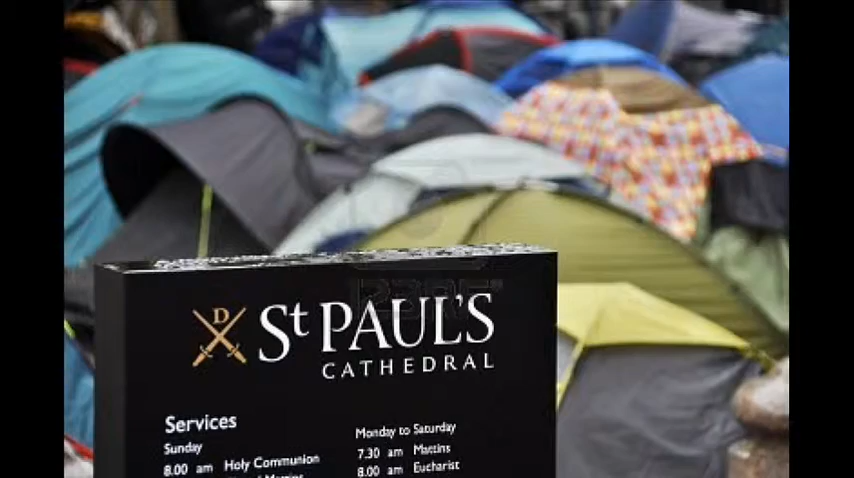 D
St PAUL'S
CATHEDRAL
Services
Sunday
8.00 am Holy Communion
Monday to Saturday
7.30 am Mattins
8.00 am Eucharist